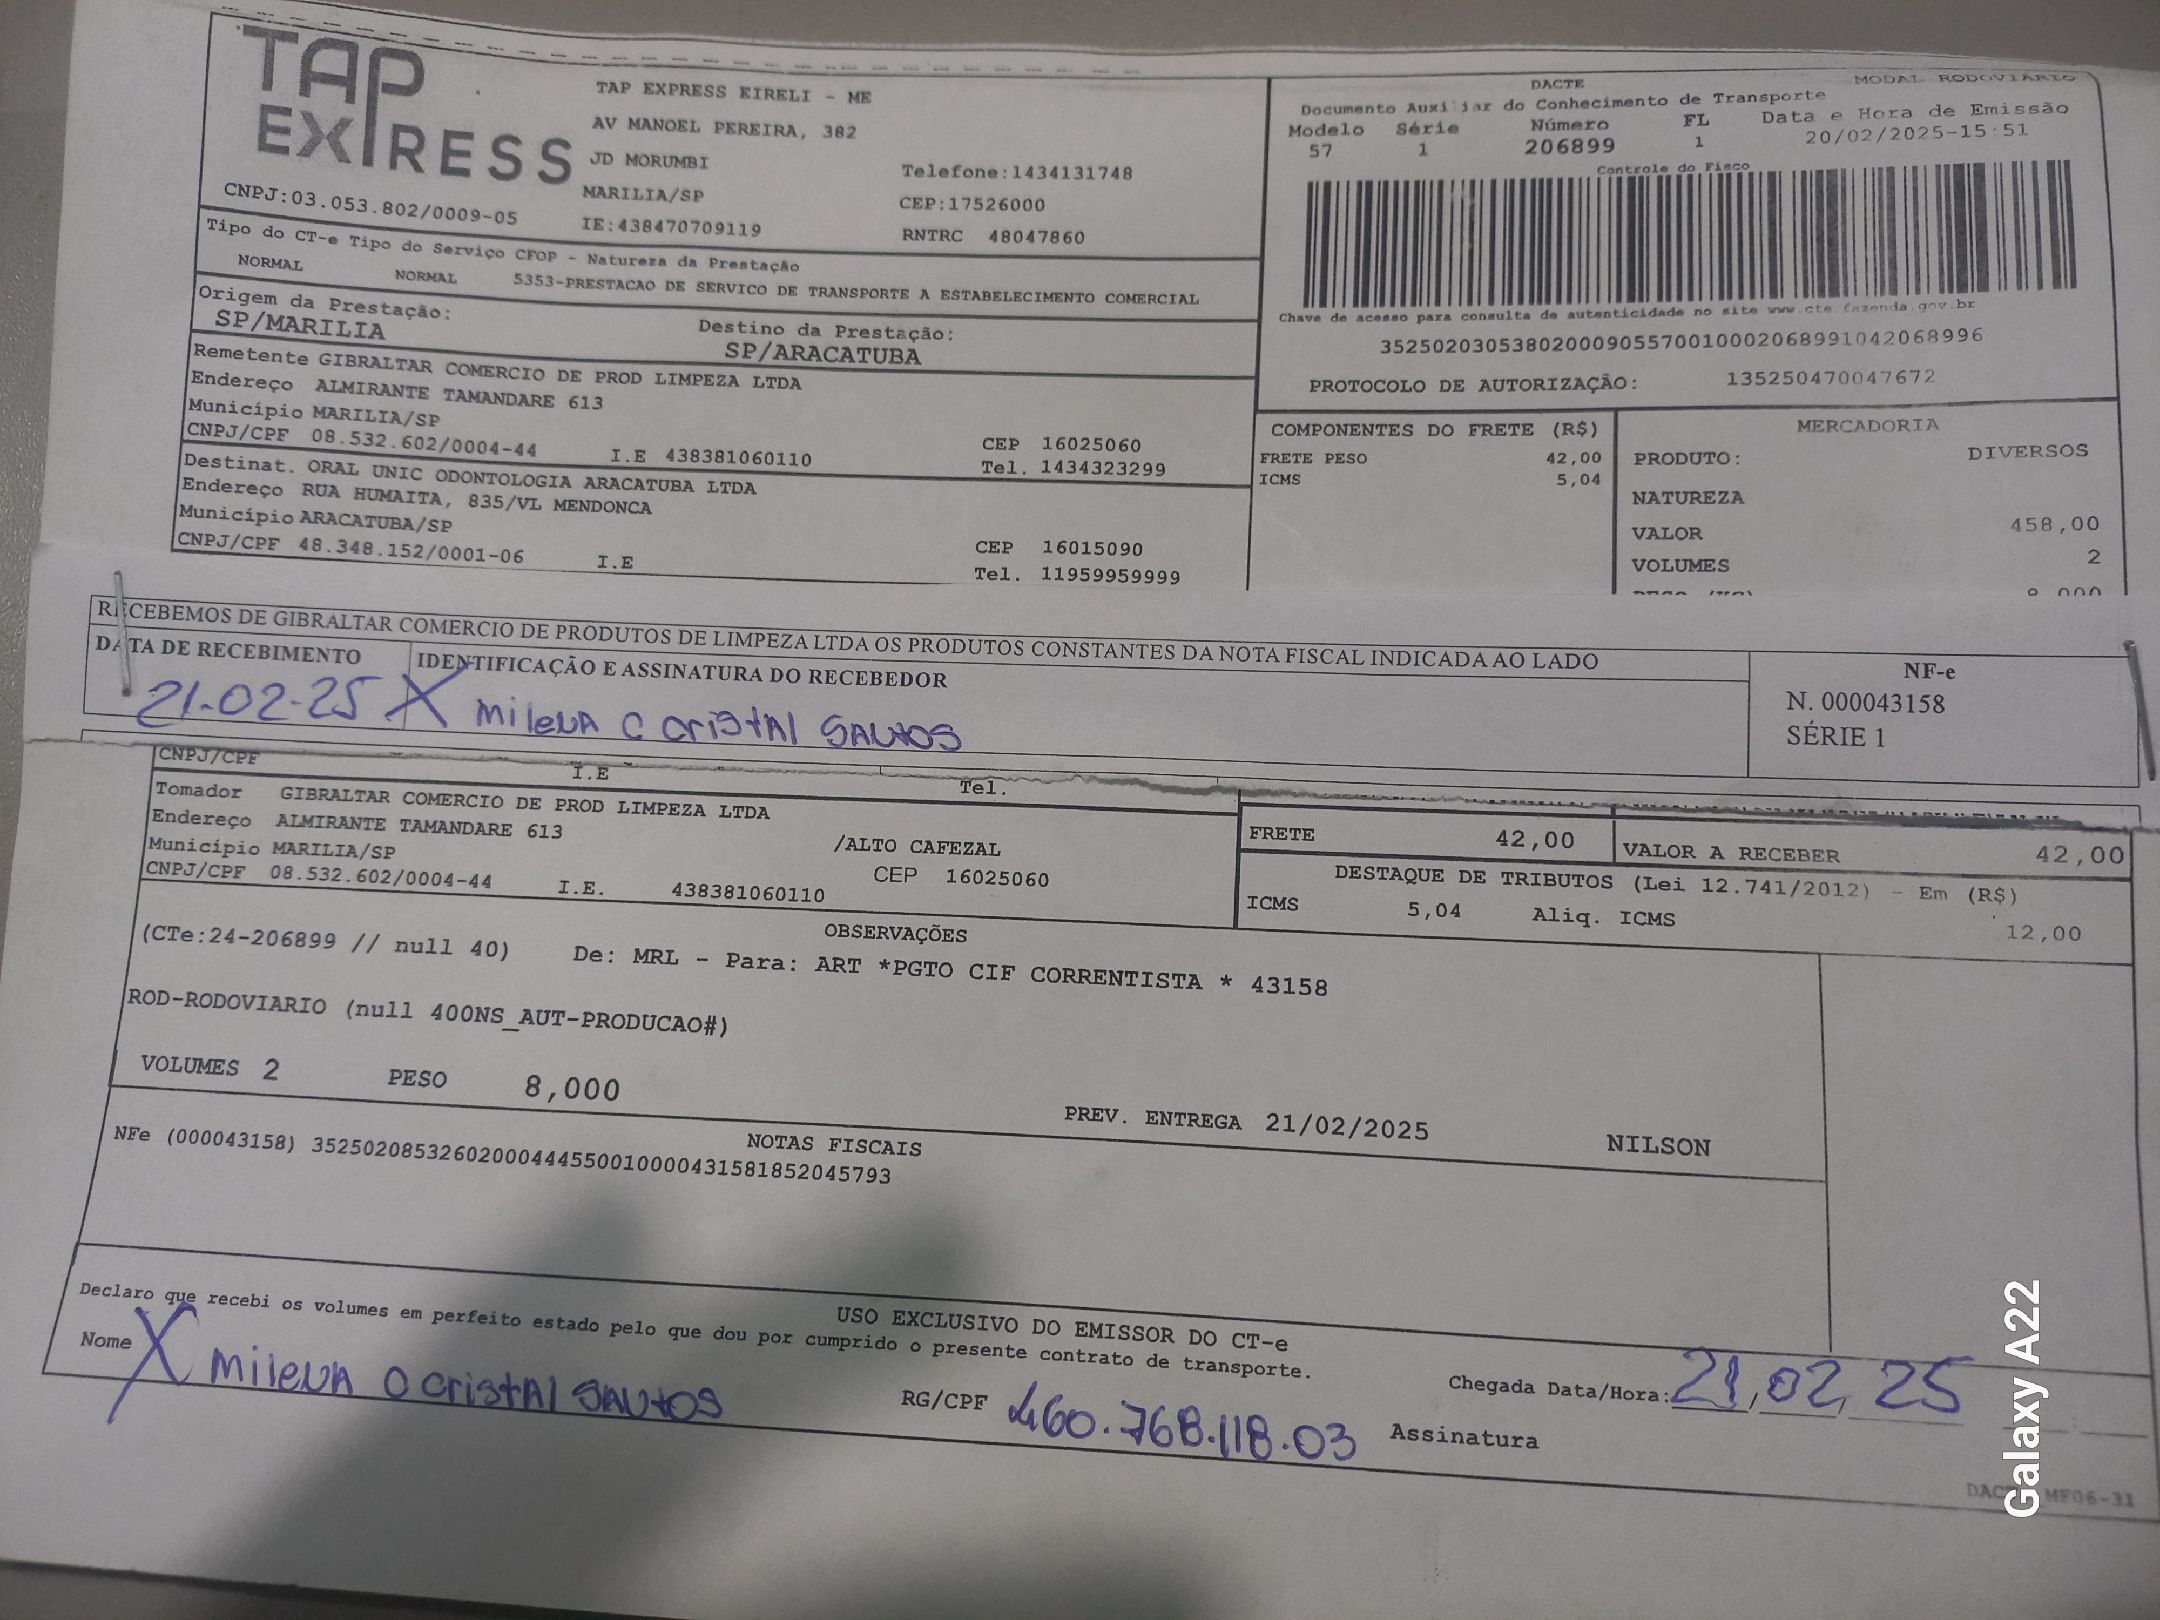 TAP EXPRESS
TAP EXPRESS EIRELI - ME
AV MANOEL PEREIRA, 382
JD MORUMBI
Telefone:1434131748
MARILIA/SP
CEP:17526000
CNPJ:03.053.802/0009-05
IE:438470709119
RNTRC 48047860
DACTE
MODAL RODOVIÁRIO
Documento Auxiliar do Conhecimento de Transporte
Modelo Série Número FL Data e Hora de Emissão
57 1 206899 1 20/02/2025-15:51
Controle do Fisco
Chave de acesso para consulta de autenticidade no site www.cte.fazenda.gov.br
35250203053802000905570010002068991042068996
PROTOCOLO DE AUTORIZAÇÃO: 135250470047672
Tipo do CT-e Tipo do Serviço CFOP - Natureza da Prestação
NORMAL NORMAL 5353-PRESTACAO DE SERVICO DE TRANSPORTE A ESTABELECIMENTO COMERCIAL
Origem da Prestação: Destino da Prestação:
SP/MARILIA SP/ARACATUBA
Remetente GIBRALTAR COMERCIO DE PROD LIMPEZA LTDA
Endereço ALMIRANTE TAMANDARE 613
Município MARILIA/SP CEP 16025060
CNPJ/CPF 08.532.602/0004-44 I.E 438381060110 Tel. 1434323299
Destinat. ORAL UNIC ODONTOLOGIA ARACATUBA LTDA
Endereço RUA HUMAITA, 835/VL MENDONCA
Município ARACATUBA/SP CEP 16015090
CNPJ/CPF 48.348.152/0001-06 I.E Tel. 11959959999
COMPONENTES DO FRETE (R$)
FRETE PESO 42,00
ICMS 5,04
MERCADORIA
PRODUTO: DIVERSOS
NATUREZA
VALOR 458,00
VOLUMES 2
RECEBEMOS DE GIBRALTAR COMERCIO DE PRODUTOS DE LIMPEZA LTDA OS PRODUTOS CONSTANTES DA NOTA FISCAL INDICADA AO LADO
DATA DE RECEBIMENTO IDENTIFICAÇÃO E ASSINATURA DO RECEBEDOR
21-02-25 X MileNA C CristAl SANtOS
NF-e
N. 000043158
SÉRIE 1
CNPJ/CPF I.E Tel.
Tomador GIBRALTAR COMERCIO DE PROD LIMPEZA LTDA
Endereço ALMIRANTE TAMANDARE 613 /ALTO CAFEZAL
Município MARILIA/SP CEP 16025060
CNPJ/CPF 08.532.602/0004-44 I.E. 438381060110
FRETE 42,00 VALOR A RECEBER 42,00
DESTAQUE DE TRIBUTOS (Lei 12.741/2012) - Em (R$)
ICMS 5,04 Aliq. ICMS 12,00
OBSERVAÇÕES
(CTe:24-206899 // null 40) De: MRL - Para: ART *PGTO CIF CORRENTISTA * 43158
ROD-RODOVIARIO (null 400NS_AUT-PRODUCAO#)
VOLUMES 2 PESO 8,000 PREV. ENTREGA 21/02/2025 NILSON
NOTAS FISCAIS
NFe (000043158) 35250208532602000444550010000431581852045793
USO EXCLUSIVO DO EMISSOR DO CT-e
Declaro que recebi os volumes em perfeito estado pelo que dou por cumprido o presente contrato de transporte.
Nome X MileNA C CristAl SANtOS RG/CPF 460.768.118.03 Assinatura
Chegada Data/Hora: 21,02,25
Galaxy A22